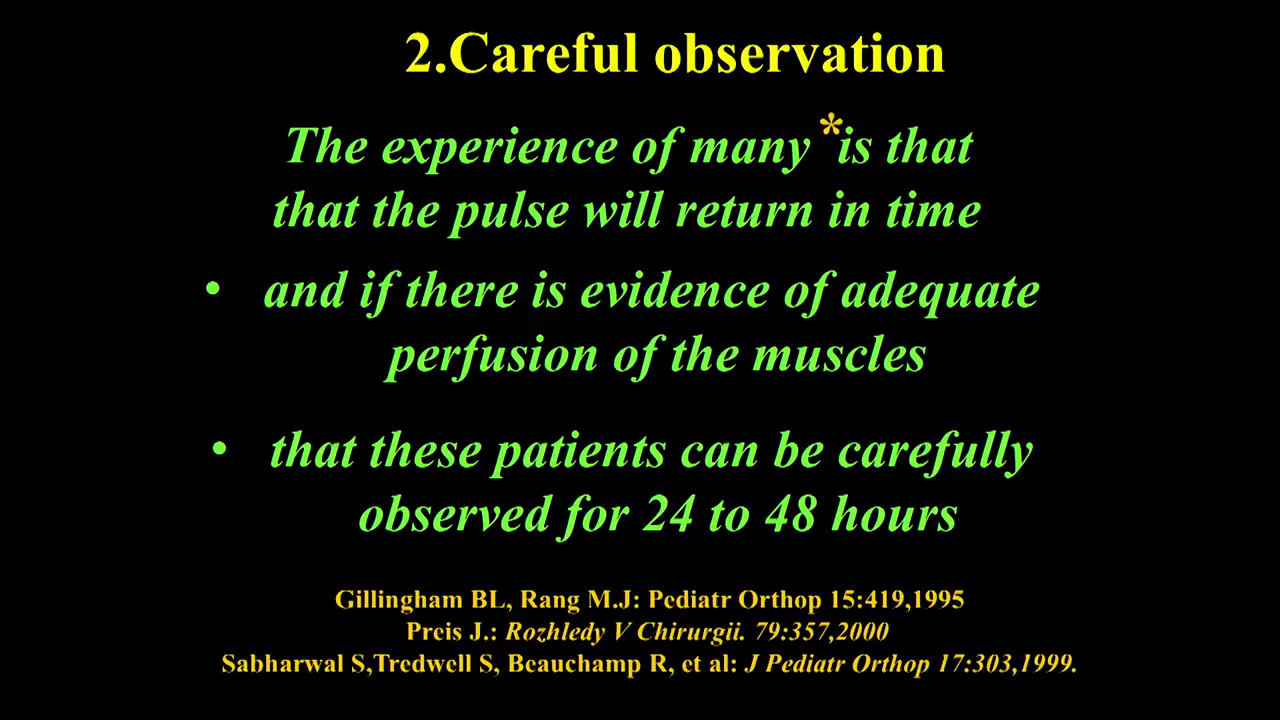 2.Careful observation
The experience of many *is that
that the pulse will return in time
• and if there is evidence of adequate
perfusion of the muscles
• that these patients can be carefully
observed for 24 to 48 hours
Gillingham BL, Rang M.J: Pediatr Orthop 15:419,1995
Preis J.: Rozhledy V Chirurgii. 79:357,2000
Sabharwal S,Tredwell S, Beauchamp R, et al: J Pediatr Orthop 17:303,1999.